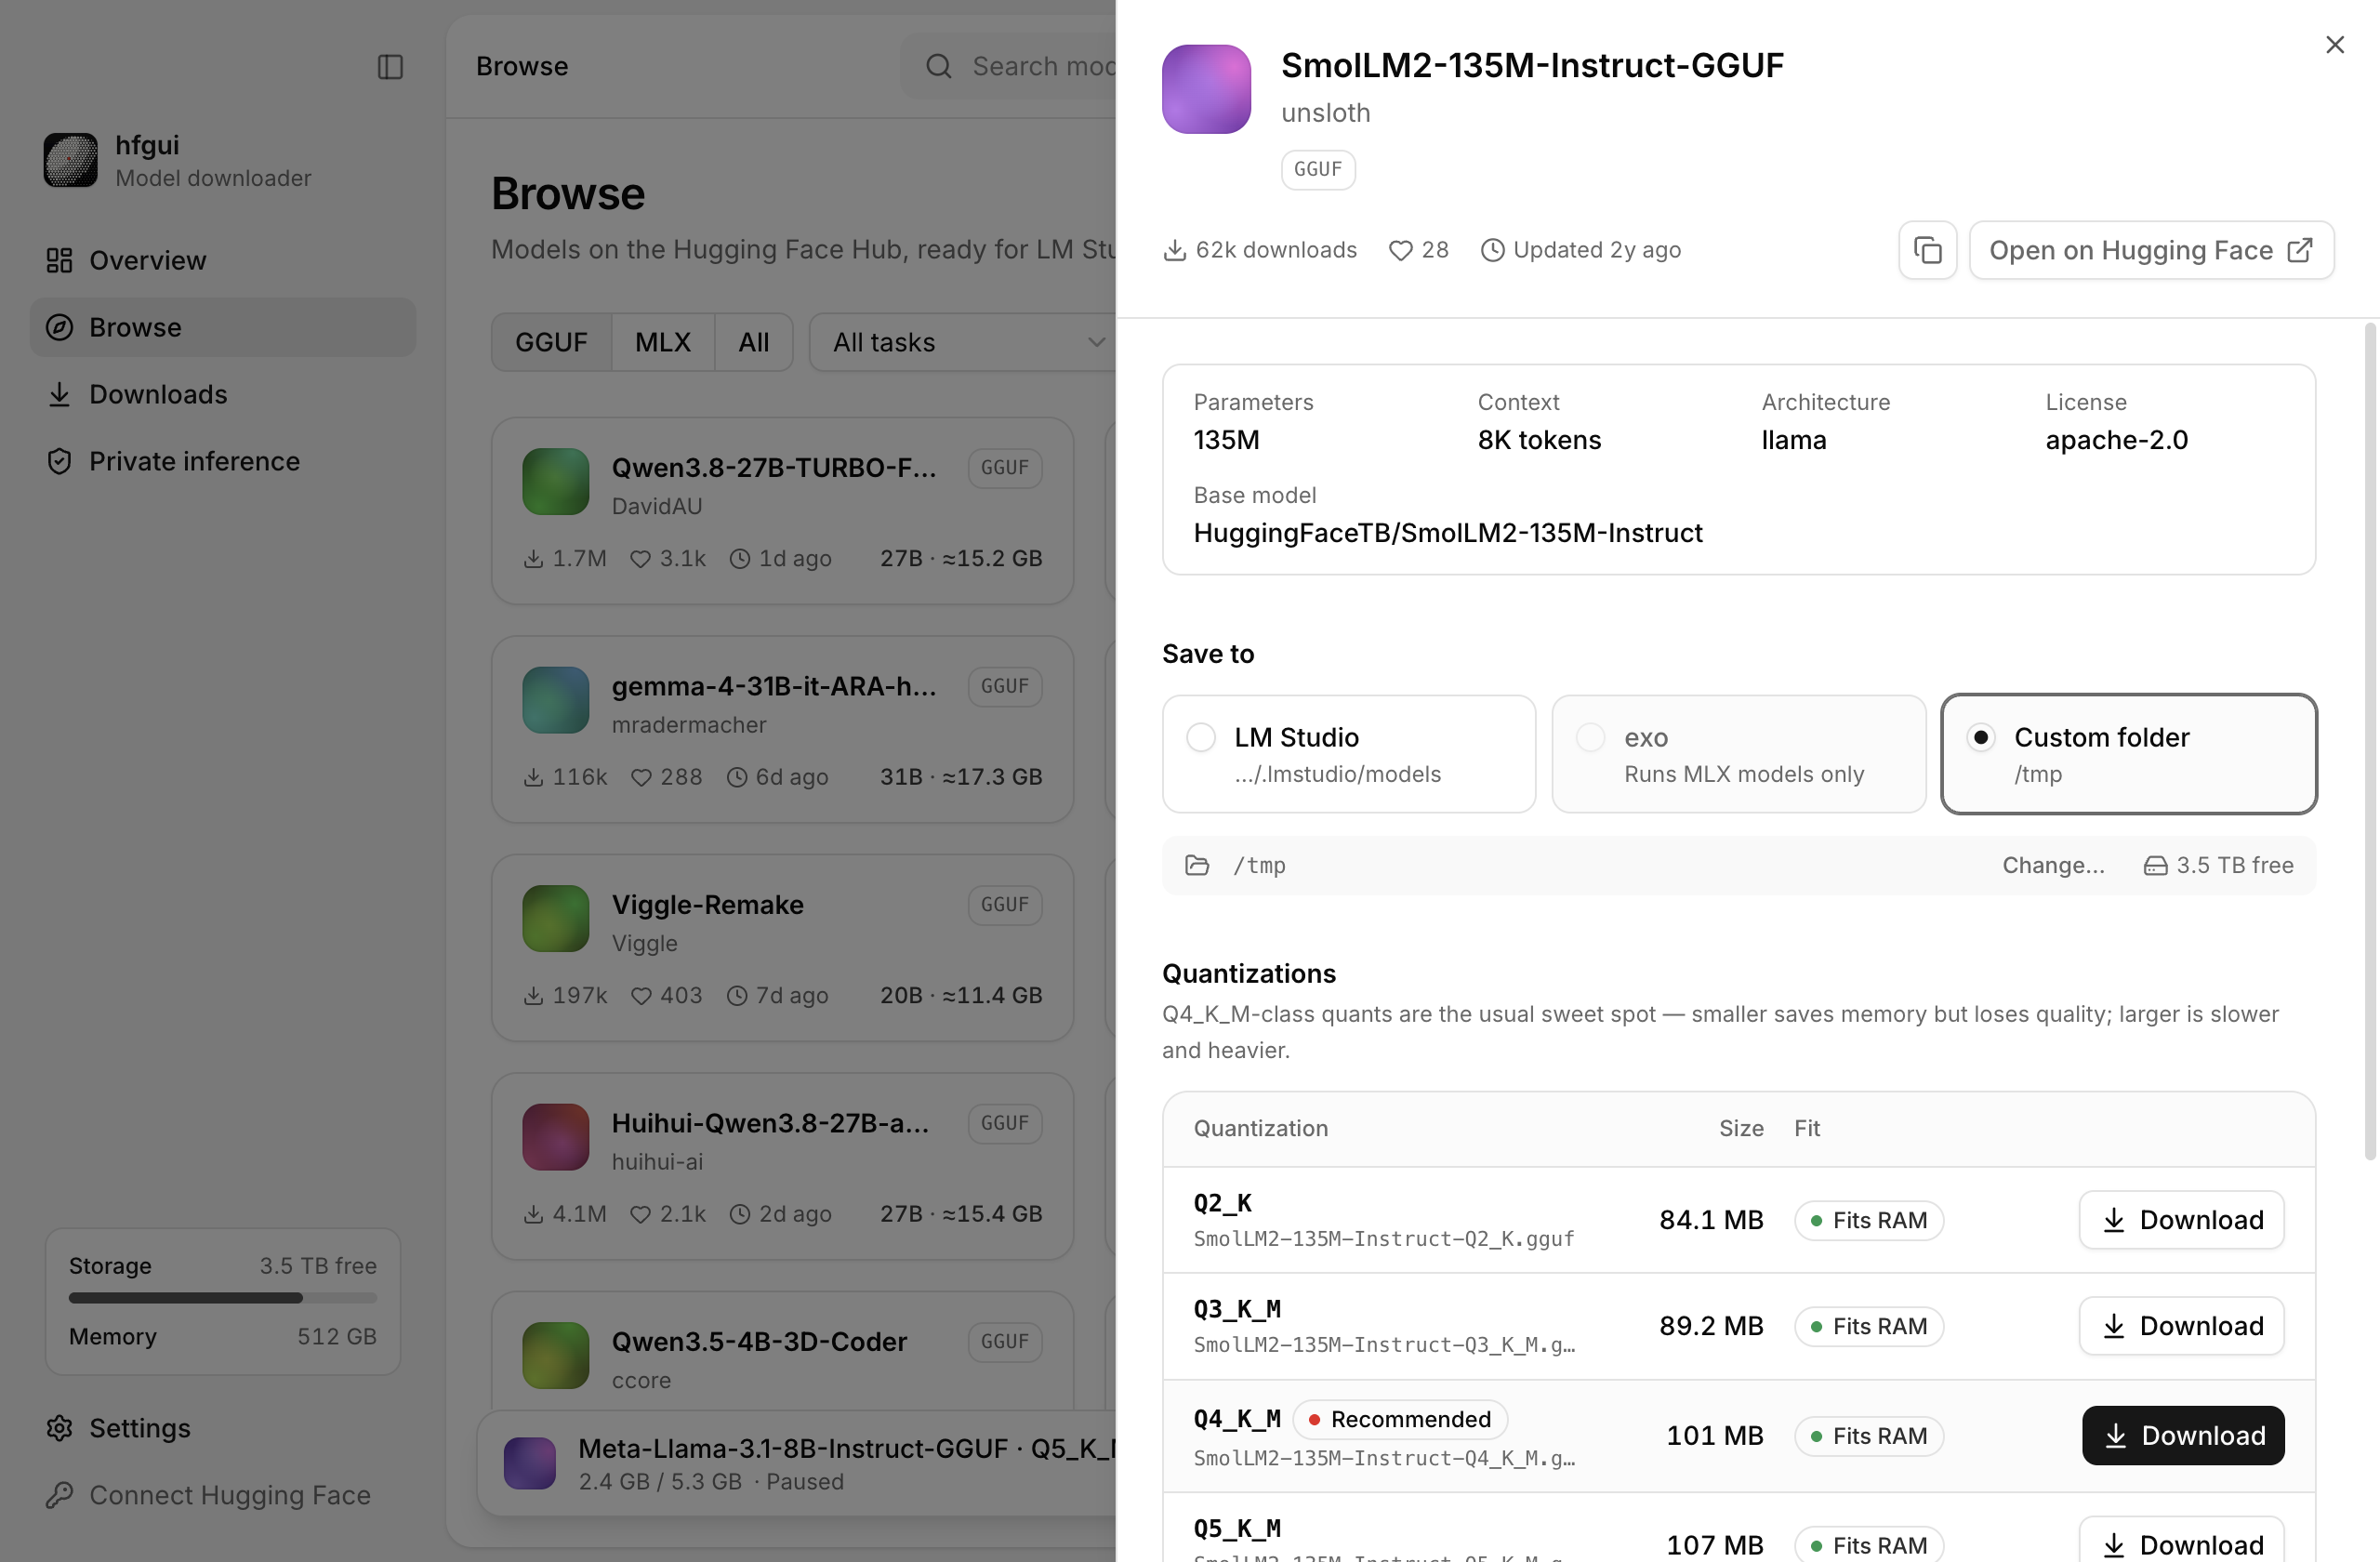 hfgui
Model downloader
Overview
Browse
Downloads
Private inference
Storage 3.5 TB free
Memory 512 GB
Settings
Connect Hugging Face
Browse
Browse
Models on the Hugging Face Hub, ready for LM
GGUF MLX All All tasks
Search
Qwen3.8-27B-TURBO-F... GGUF
DavidAU
1.7M 3.1k 1d ago 27B · ≈15.2 GB
gemma-4-31B-it-ARA-h... GGUF
mradermacher
116k 288 6d ago 31B · ≈17.3 GB
Viggle-Remake GGUF
Viggle
197k 403 7d ago 20B · ≈11.4 GB
Huihui-Qwen3.8-27B-a... GGUF
huihui-ai
4.1M 2.1k 2d ago 27B · ≈15.4 GB
Qwen3.5-4B-3D-Coder GGUF
ccore
Meta-Llama-3.1-8B-Instruct-GGUF ·
2.4 GB / 5.3 GB · Paused
SmolLM2-135M-Instruct-GGUF
unsloth
GGUF
62k downloads 28 Updated 2y ago Open on Hugging Face
Parameters Context Architecture License
135M 8K tokens llama apache-2.0
Base model
HuggingFaceTB/SmolLM2-135M-Instruct
Save to
LM Studio exo Custom folder
.../.lmstudio/models Runs MLX models only /tmp
/tmp Change... 3.5 TB free
Quantizations
Q4_K_M-class quants are the usual sweet spot — smaller saves memory but loses quality; larger is slower
and heavier.
Quantization Size Fit
Q2_K
SmolLM2-135M-Instruct-Q2_K.gguf 84.1 MB Fits RAM Download
Q3_K_M
SmolLM2-135M-Instruct-Q3_K_M.g... 89.2 MB Fits RAM Download
Q4_K_M Recommended
SmolLM2-135M-Instruct-Q4_K_M.g... 101 MB Fits RAM Download
Q5_K_M
107 MB Fits RAM Download